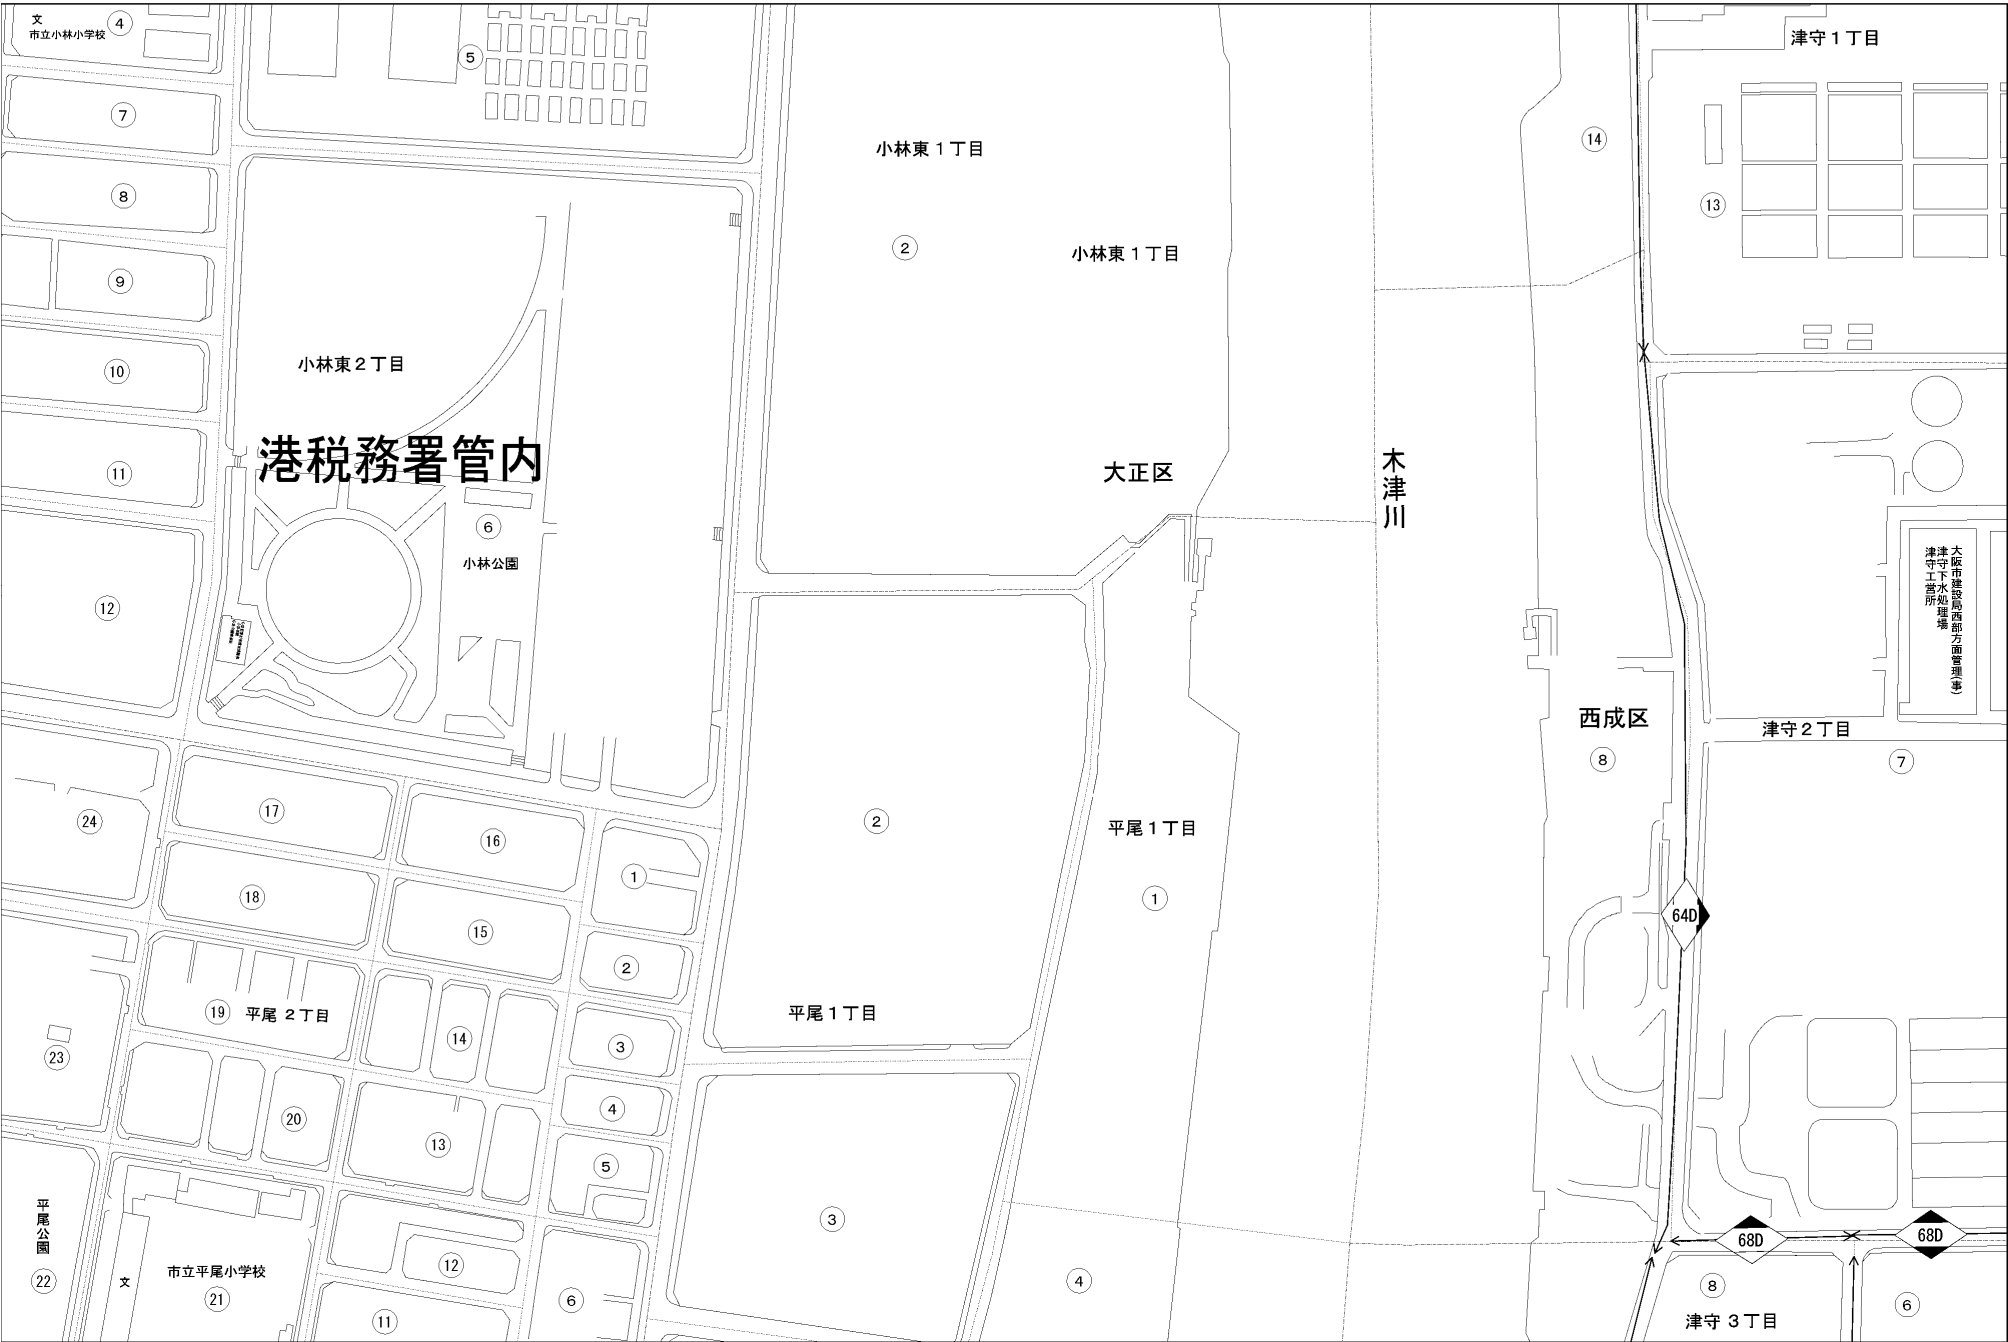 文
市立小林小学校
4
5
津守1丁目
7
14
小林東1丁目
8
13
2
小林東1丁目
9
小林東2丁目
10
港税務署管内
11
大正区
木津川
6
小林公園
大阪市建設局西部方面管理(事)
津守下水処理場
津守工営所
12
西成区
津守2丁目
8
7
17
24
16
2
平尾1丁目
1
18
1
15
64D
2
19
平尾 2丁目
平尾1丁目
14
3
23
20
4
13
5
3
平尾公園
68D
68D
12
市立平尾小学校
文
22
21
4
8
6
6
11
津守 3丁目